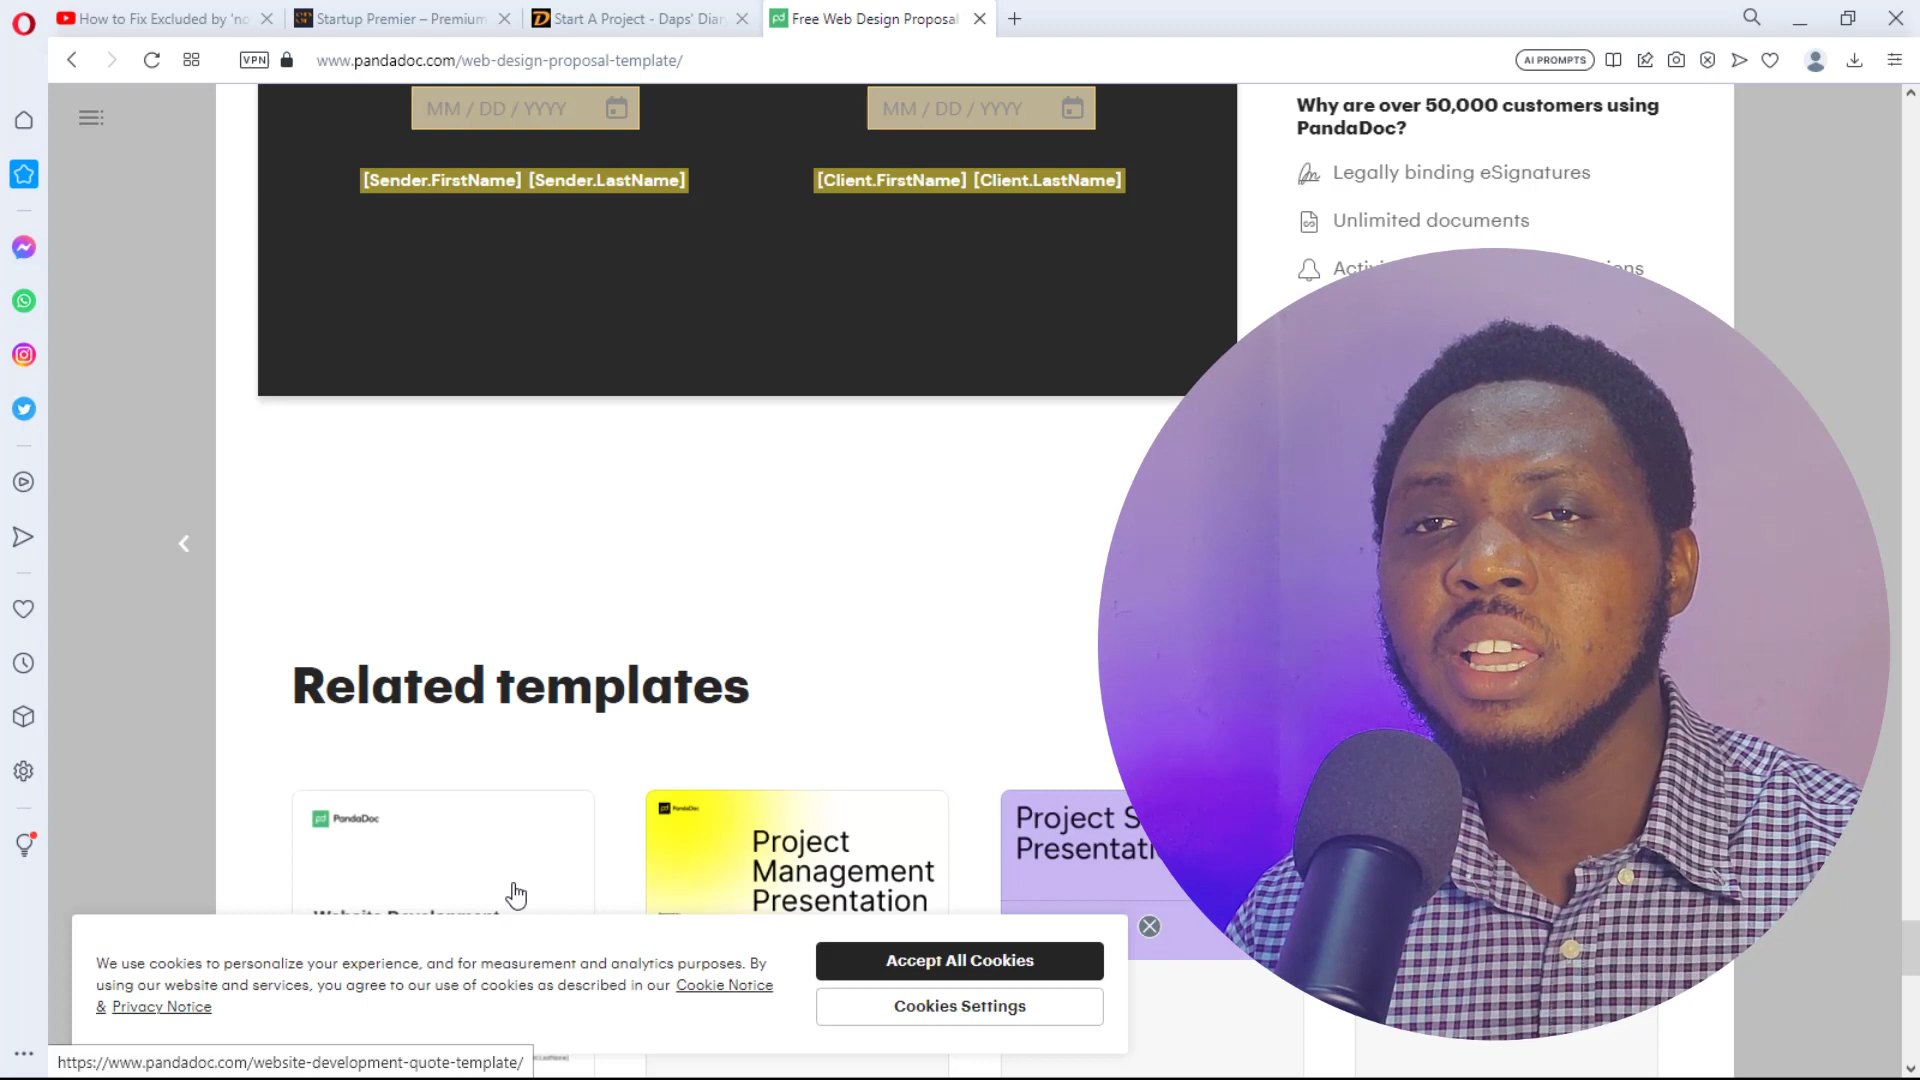 How to Fix Excluded by 'no
Startup Premier – Premium
Start A Project - Daps' Diar
Free Web Design Proposal
VPN
www.pandadoc.com/web-design-proposal-template/
AI PROMPTS
MM / DD / YYYY
MM / DD / YYYY
[Sender.FirstName] [Sender.LastName]
[Client.FirstName] [Client.LastName]
Why are over 50,000 customers using
PandaDoc?
Legally binding eSignatures
Unlimited documents
Related templates
pd PandaDoc
Website Development
PandaDoc
Project
Management
Presentation
Project S
Presentati
We use cookies to personalize your experience, and for measurement and analytics purposes. By
using our website and services, you agree to our use of cookies as described in our Cookie Notice
& Privacy Notice
Accept All Cookies
Cookies Settings
https://www.pandadoc.com/website-development-quote-template/